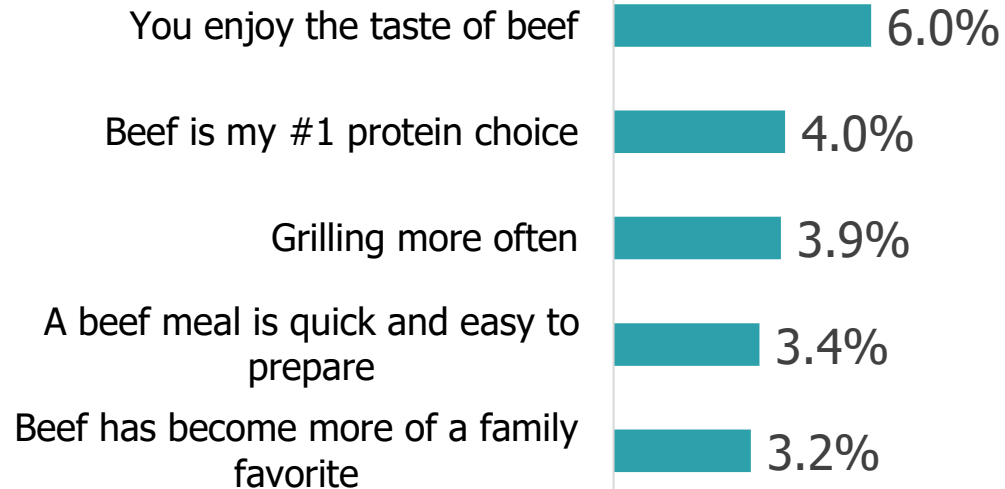 You enjoy the taste of beef 6.0%
Beef is my #1 protein choice 4.0%
Grilling more often 3.9%
A beef meal is quick and easy to
prepare 3.4%
Beef has become more of a family
favorite 3.2%